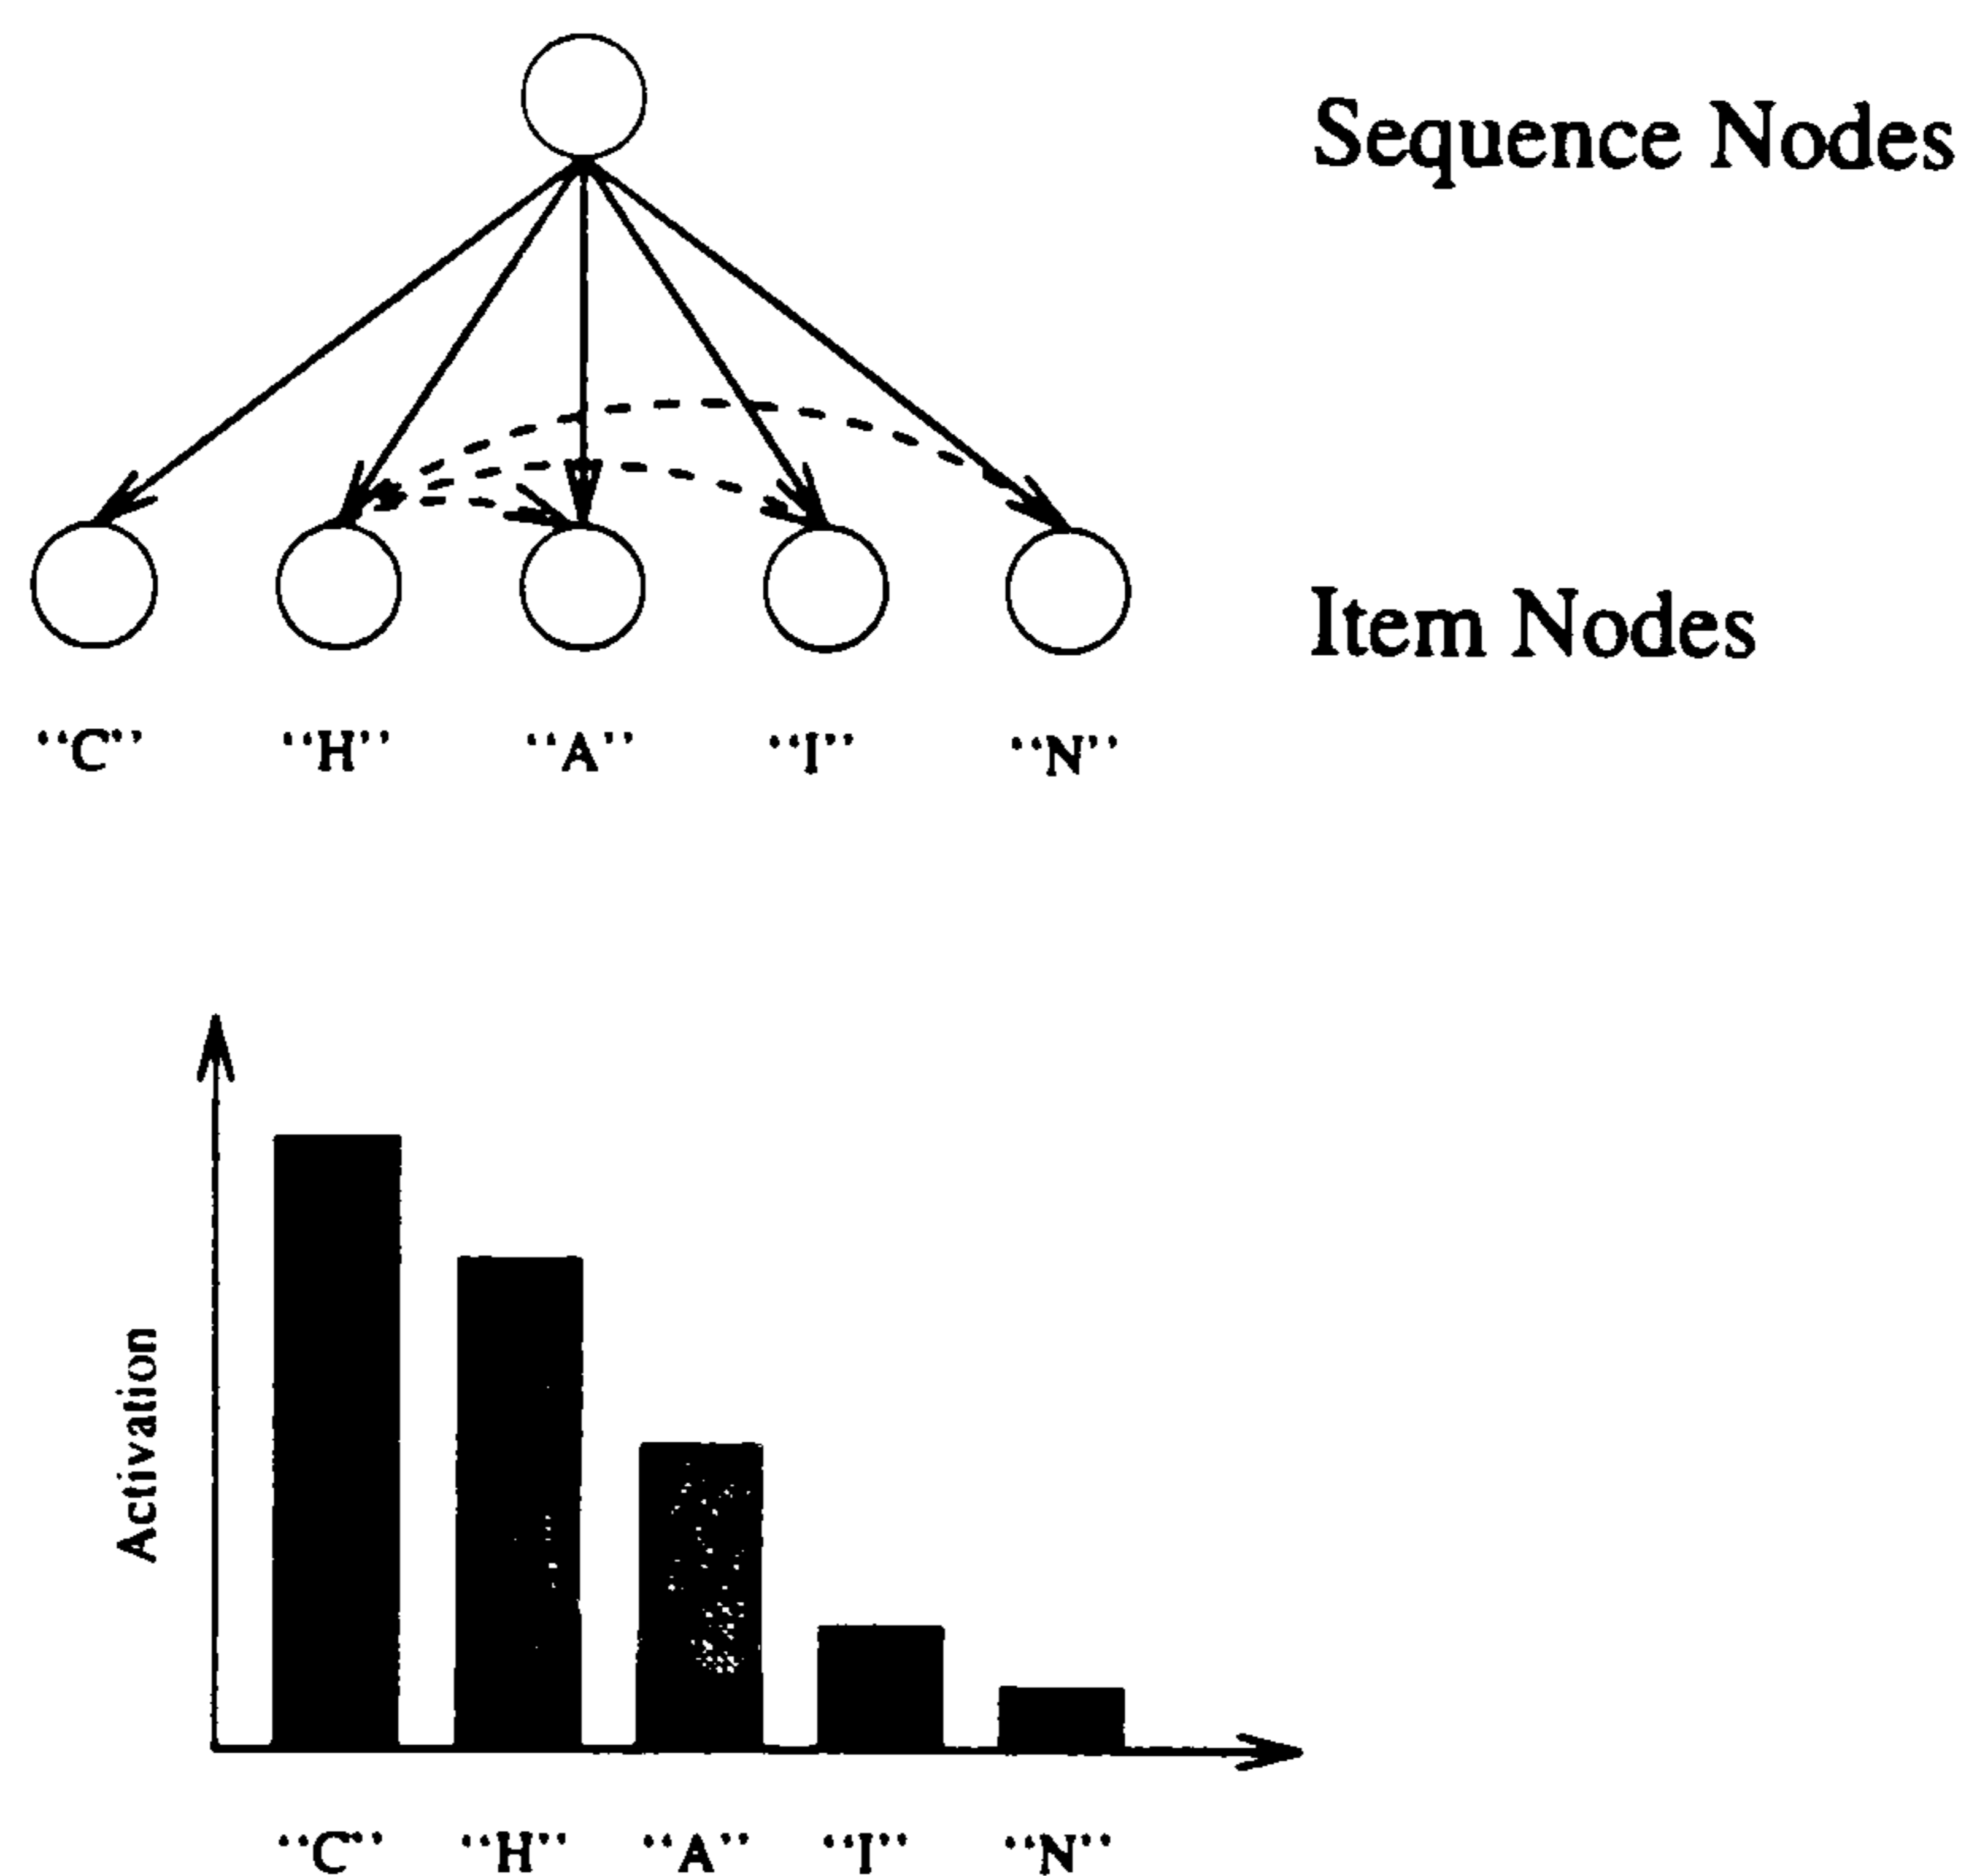 Sequence Nodes
Item Nodes
“C” “H” “A” “I” “N”
Activation
“C” “H” “A” “I” “N”